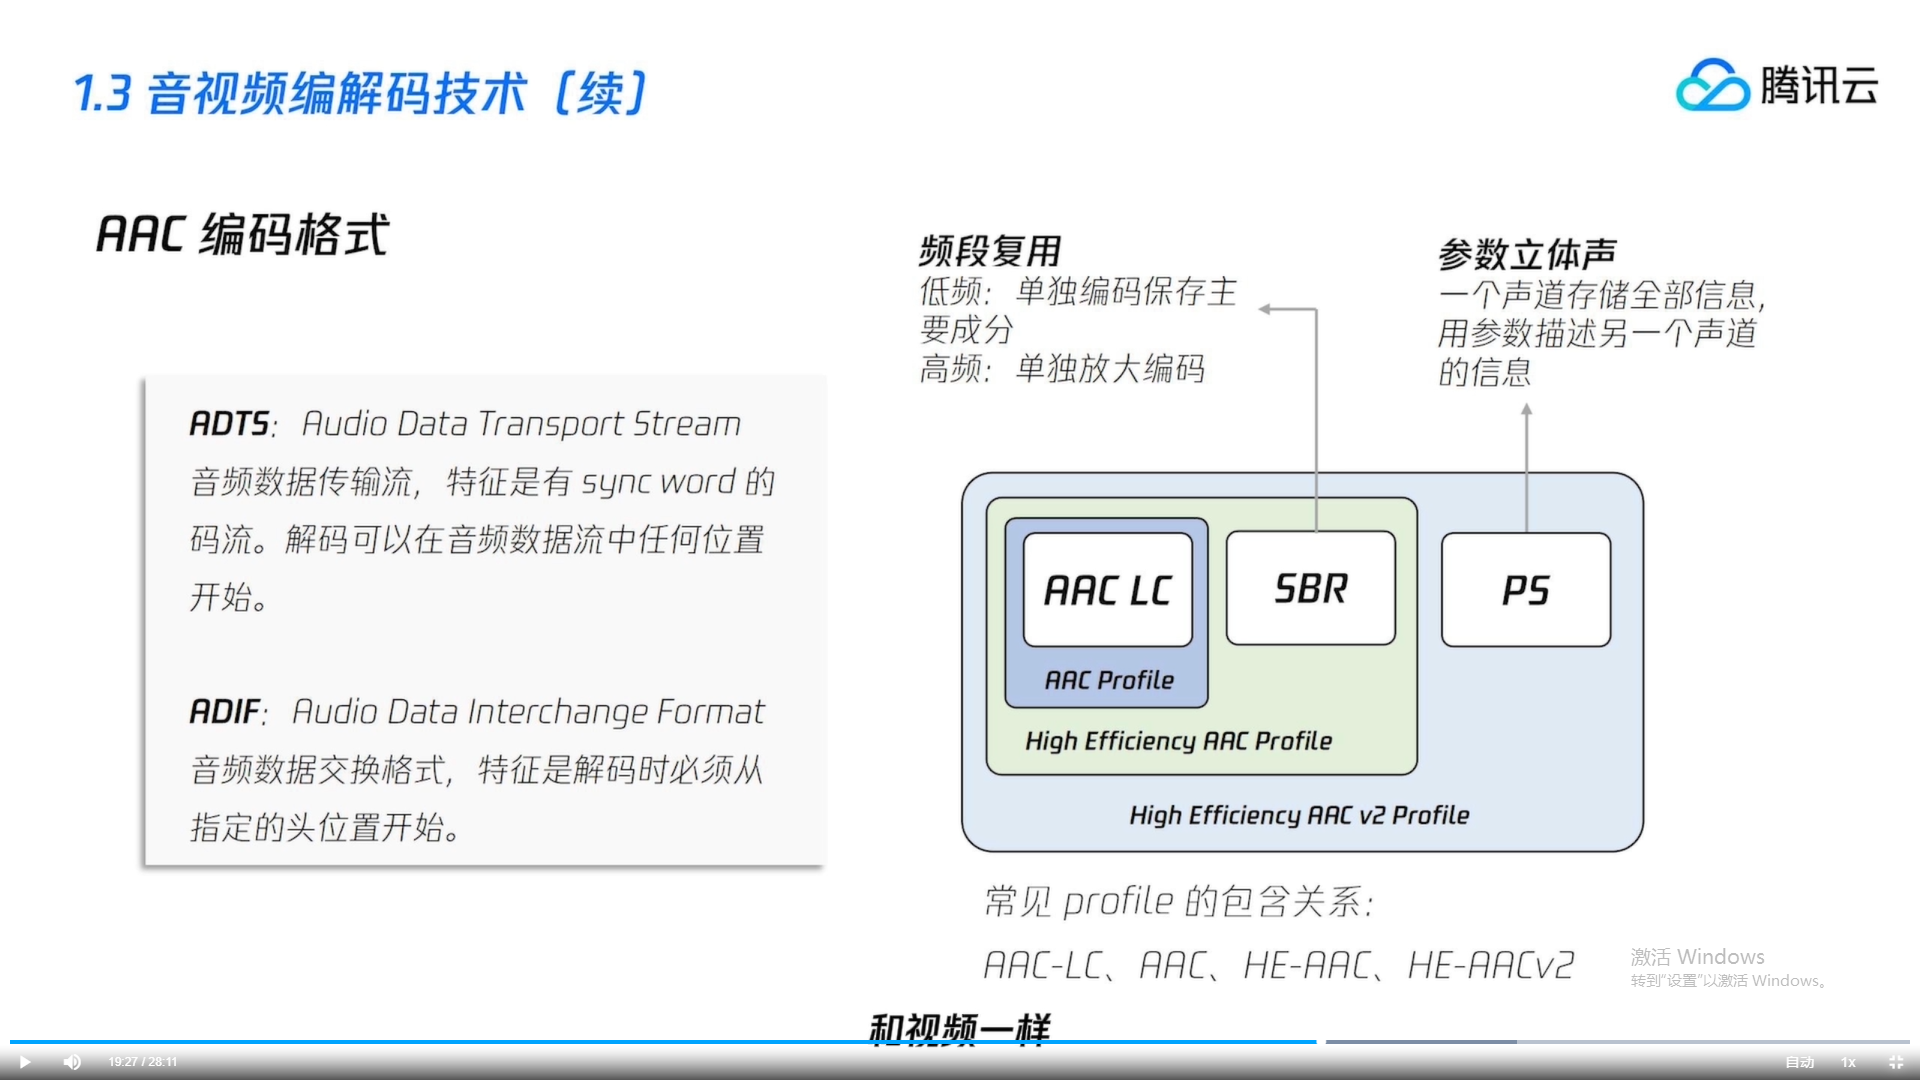 1.3 音视频编解码技术（续）
腾讯云
AAC 编码格式
ADTS：Audio Data Transport Stream
音频数据传输流，特征是有 sync word 的
码流。解码可以在音频数据流中任何位置
开始。
ADIF：Audio Data Interchange Format
音频数据交换格式，特征是解码时必须从
指定的头位置开始。
频段复用
低频：单独编码保存主
要成分
高频：单独放大编码
参数立体声
一个声道存储全部信息，
用参数描述另一个声道
的信息
AAC LC
SBR
PS
AAC Profile
High Efficiency AAC Profile
High Efficiency AAC v2 Profile
常见 profile 的包含关系：
AAC-LC、AAC、HE-AAC、HE-AACv2
激活 Windows
转到“设置”以激活 Windows。
和视频一样
19:27 / 28:11
自动
1x